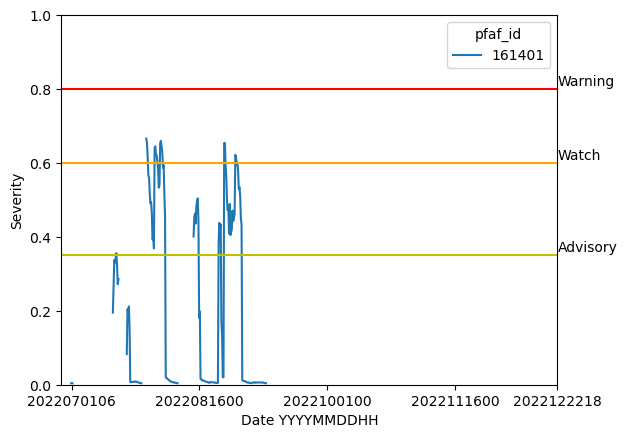 1.0
0.8
0.6
0.4
0.2
0.0
Severity
pfaf_id
161401
Warning
Watch
Advisory
2022070106
2022081600
2022100100
2022111600
2022122218
Date YYYYMMDDHH